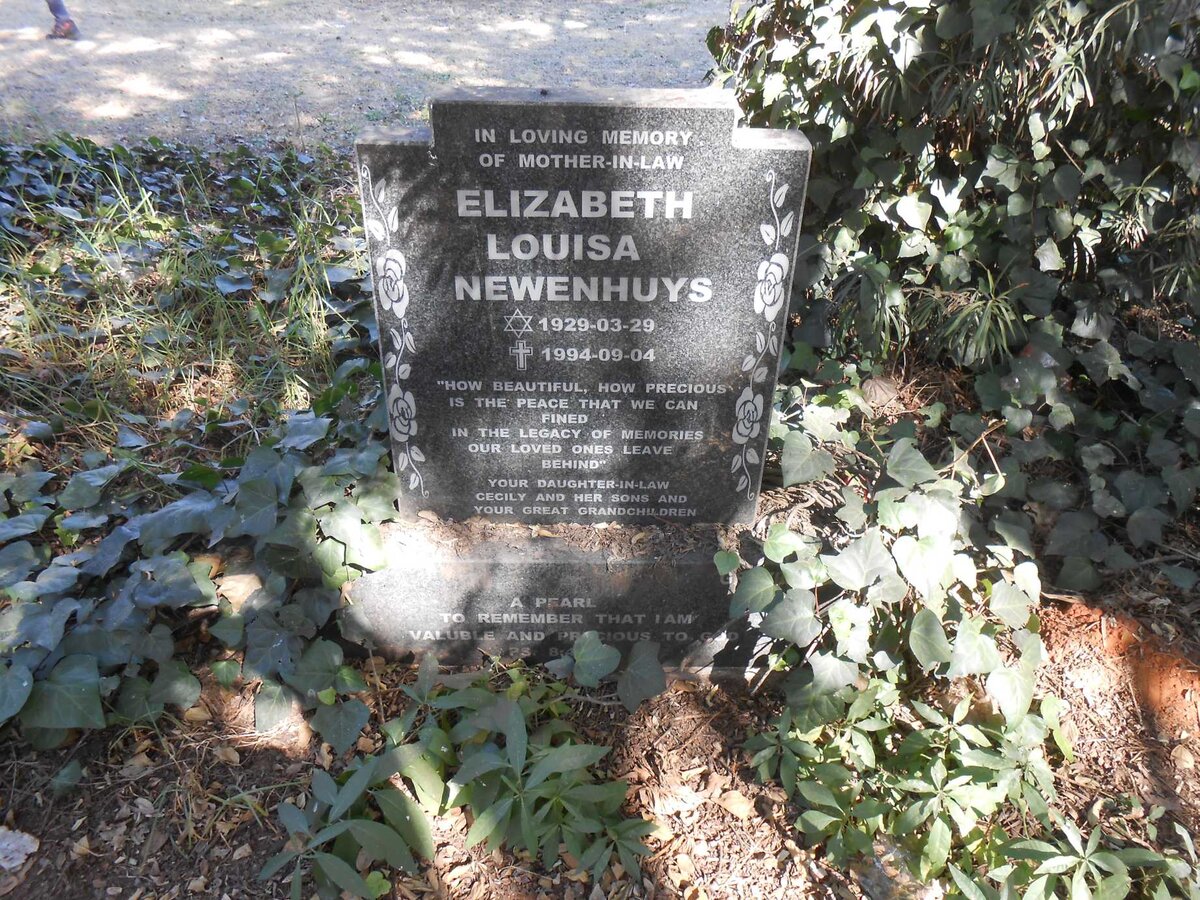 IN LOVING MEMORY
OF MOTHER-IN-LAW
ELIZABETH
LOUISA
NEWENHUYS
✡ 1929-03-29
✝ 1994-09-04
"HOW BEAUTIFUL, HOW PRECIOUS
IS THE PEACE THAT WE CAN
FINED
IN THE LEGACY OF MEMORIES
OUR LOVED ONES LEAVE
BEHIND"
YOUR DAUGHTER-IN-LAW
CECILY AND HER SONS AND
YOUR GREAT GRANDCHILDREN
A PEARL
TO REMEMBER THAT I AM
VALUBLE AND PRECIOUS TO GOD
PS. 8